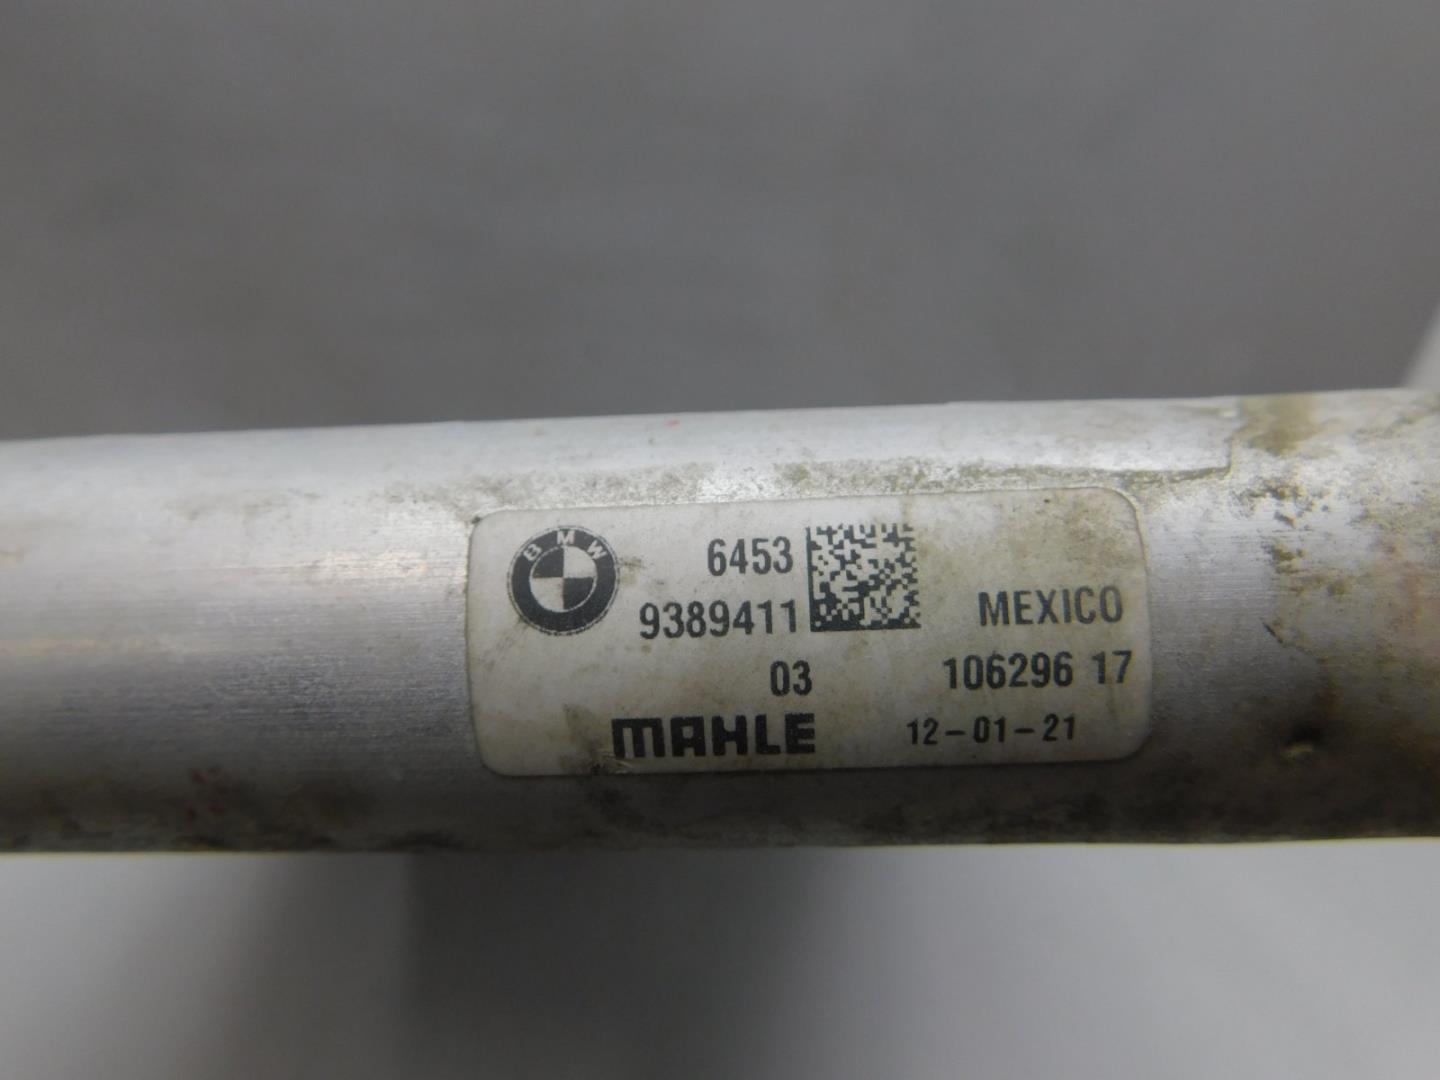 BMW
6453
9389411
MEXICO
03
106296 17
MAHLE
12-01-21